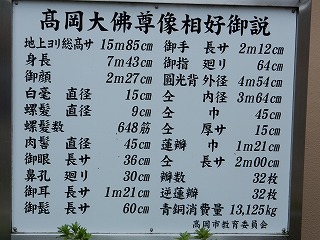 髙岡大佛尊像相好御説
地上ヨリ総高サ 15m85cm
身長 7m43cm
御顔 2m27cm
白毫 直径 15cm
螺髪 直径 9cm
螺髪数 648筋
肉髻 直径 45cm
御眼 長サ 36cm
鼻孔 廻り 30cm
御耳 長サ 1m21cm
御髭 長サ 60cm
御手 長サ 2m12cm
御指 廻り 64cm
圓光背 外径 4m54cm
仝 内径 3m64cm
仝 巾 45cm
仝 厚サ 15cm
蓮瓣 巾 1m21cm
仝 長サ 2m00cm
瓣数 32枚
逆蓮瓣 32枚
青銅消費量 13,125kg
高岡市教育委員会